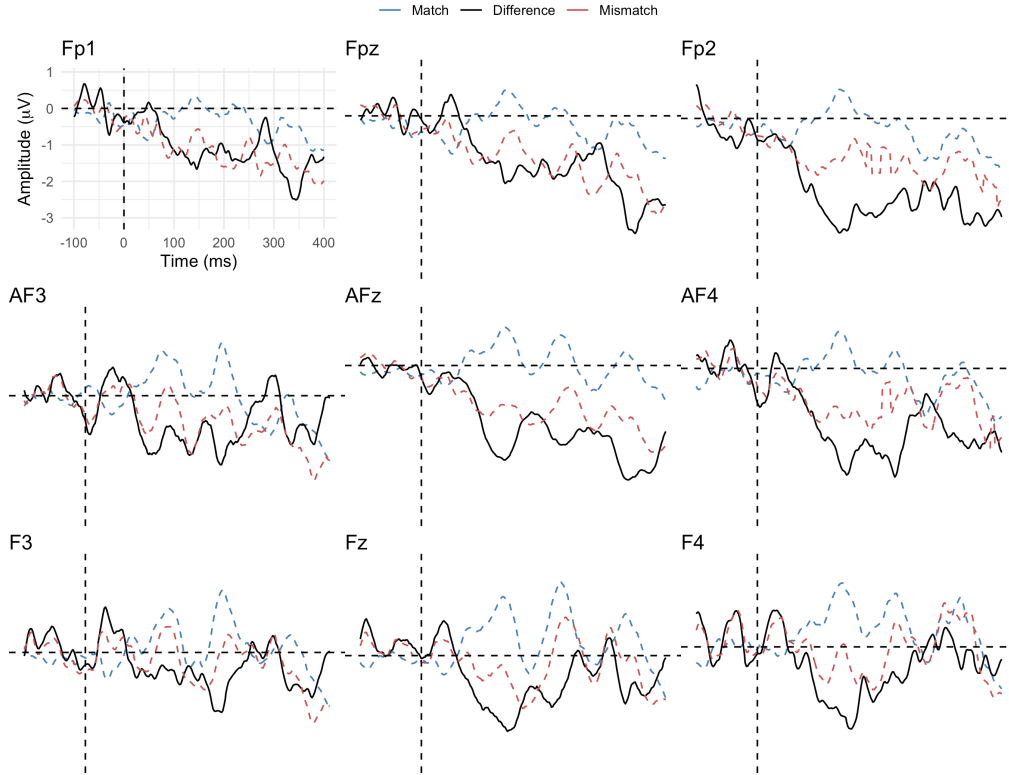 Match Difference Mismatch
Fp1 Fpz Fp2
1
0
-1
-2
-3
Amplitude (μV)
-100 0 100 200 300 400
Time (ms)
AF3 AFz AF4
F3 Fz F4